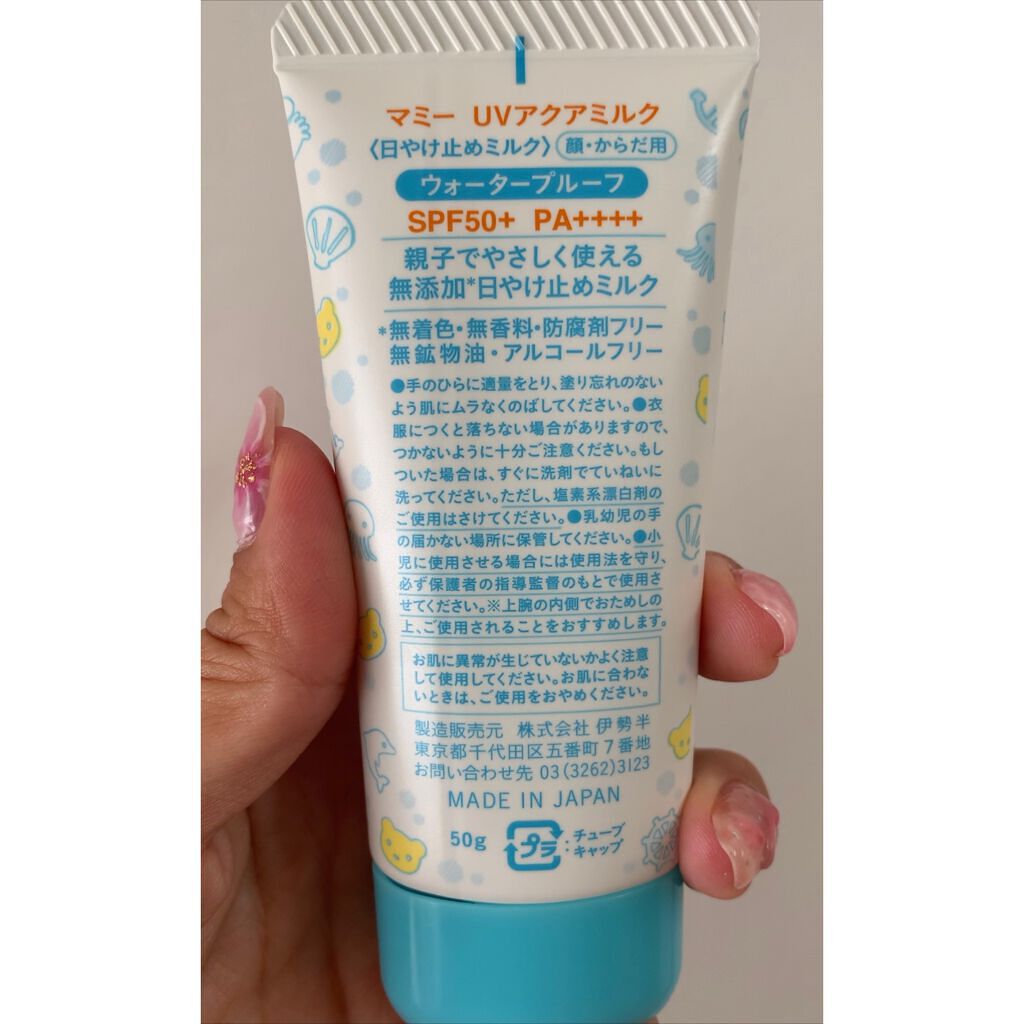 マミー UVアクアミルク
〈日やけ止めミルク〉 顔・からだ用
ウォータープルーフ
SPF50+ PA++++
親子でやさしく使える
無添加*日やけ止めミルク
*無着色・無香料・防腐剤フリー
無鉱物油・アルコールフリー
●手のひらに適量をとり、塗り忘れのない
よう肌にムラなくのばしてください。●衣
服につくと落ちない場合がありますので、
つかないように十分ご注意ください。もし
ついた場合は、すぐに洗剤でていねいに
洗ってください。ただし、塩素系漂白剤の
ご使用はさけてください。●乳幼児の手
の届かない場所に保管してください。●小
児に使用させる場合には使用法を守り、
必ず保護者の指導監督のもとで使用さ
せてください。※上腕の内側でおためしの
上、ご使用されることをおすすめします。
お肌に異常が生じていないかよく注意
して使用してください。お肌に合わな
いときは、ご使用をおやめください。
製造販売元 株式会社 伊勢半
東京都千代田区五番町7番地
お問い合わせ先 03(3262)3123
MADE IN JAPAN
50g プラ :チューブ
キャップ